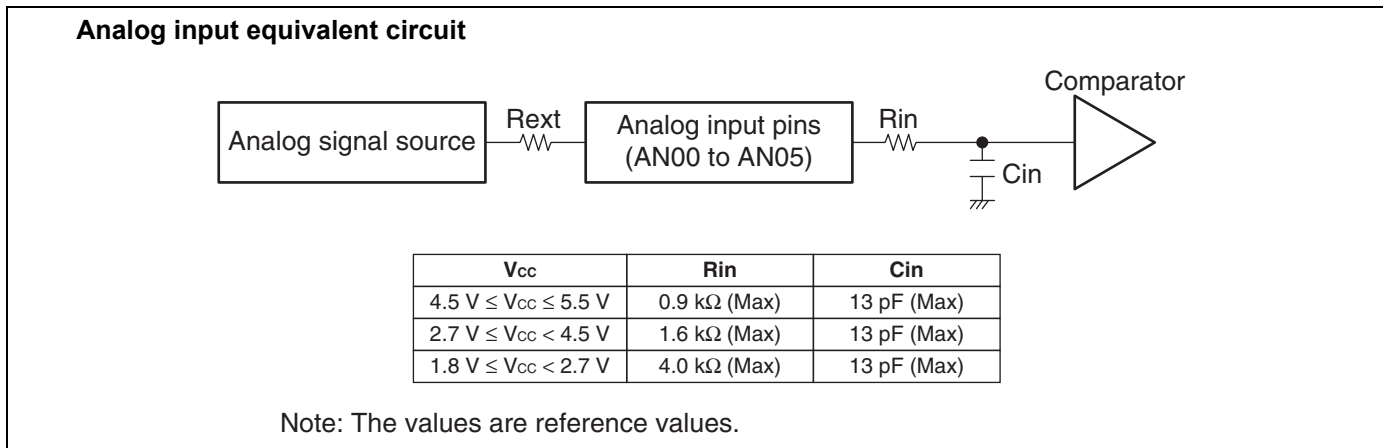 Analog input equivalent circuit
Comparator
Analog signal source
Rext
Analog input pins
(AN00 to AN05)
Rin
Cin
Vcc Rin Cin
4.5 V ≤ Vcc ≤ 5.5 V 0.9 kΩ (Max) 13 pF (Max)
2.7 V ≤ Vcc < 4.5 V 1.6 kΩ (Max) 13 pF (Max)
1.8 V ≤ Vcc < 2.7 V 4.0 kΩ (Max) 13 pF (Max)
Note: The values are reference values.